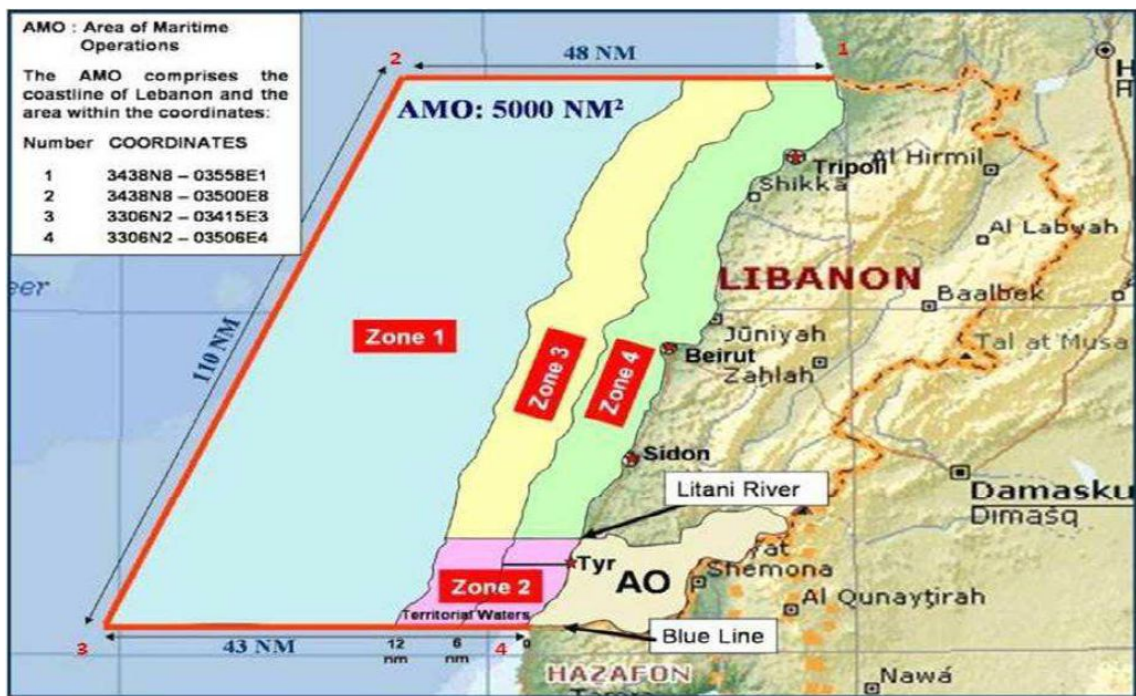 AMO : Area of Maritime
Operations
The AMO comprises the
coastline of Lebanon and the
area within the coordinates:
Number COORDINATES
1 3438N8 – 03558E1
2 3438N8 – 03500E8
3 3306N2 – 03415E3
4 3306N2 – 03506E4
2
48 NM
1
AMO: 5000 NM²
Tripoli
Al Hirmil
Shikkā
Al Labwah
LIBANON
Baalbek
eer
110 NM
Zone 1
Zone 3
Zone 4
Jūniyah
Beirut
Zaḥlah
Tal at Musa
Sidon
Litani River
Damasku
Dimašq
Tyr
AO
Shemona
Zone 2
Territorial Waters
Al Qunayţirah
3
43 NM
12
nm
6
nm
4
0
Blue Line
HAZAFON
Nawá